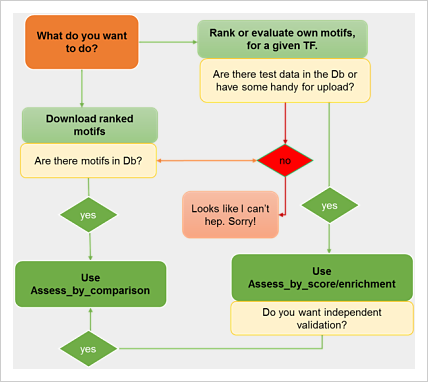 What do you want
to do?
Rank or evaluate own motifs,
for a given TF.
Are there test data in the Db or
have some handy for upload?
Download ranked
motifs
Are there motifs in Db?
no
yes
yes
Looks like I can't
hep. Sorry!
Use
Assess_by_comparison
Use
Assess_by_score/enrichment
Do you want independent
validation?
yes